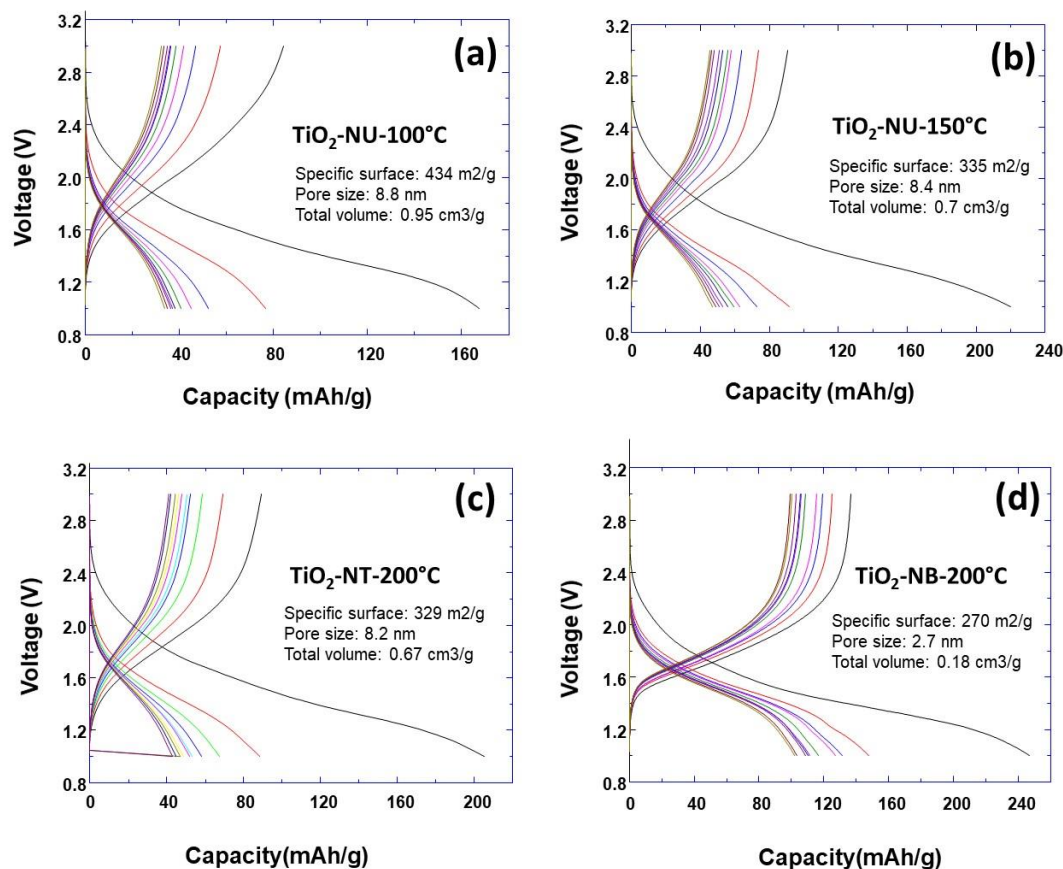 (a)
TiO₂-NU-100°C
Specific surface: 434 m2/g
Pore size: 8.8 nm
Total volume: 0.95 cm3/g
Voltage (V)
3.2
2.8
2.4
2.0
1.6
1.2
0.8
0 40 80 120 160
Capacity (mAh/g)
(b)
TiO₂-NU-150°C
Specific surface: 335 m2/g
Pore size: 8.4 nm
Total volume: 0.7 cm3/g
Voltage (V)
3.2
2.8
2.4
2.0
1.6
1.2
0.8
0 40 80 120 160 200 240
Capacity (mAh/g)
(c)
TiO₂-NT-200°C
Specific surface: 329 m2/g
Pore size: 8.2 nm
Total volume: 0.67 cm3/g
Voltage (V)
3.2
2.8
2.4
2.0
1.6
1.2
0.8
0 40 80 120 160 200
Capacity(mAh/g)
(d)
TiO₂-NB-200°C
Specific surface: 270 m2/g
Pore size: 2.7 nm
Total volume: 0.18 cm3/g
Voltage (V)
3.2
2.8
2.4
2.0
1.6
1.2
0.8
0 40 80 120 160 200 240
Capacity(mAh/g)